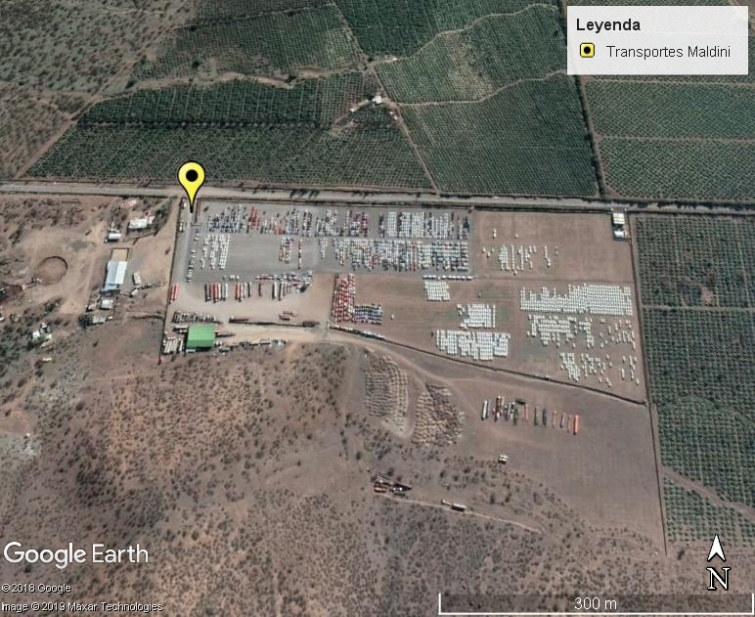 Leyenda
Transportes Maldini
Google Earth
©2018 Google
Image © 2019 Maxar Technologies
N
300 m